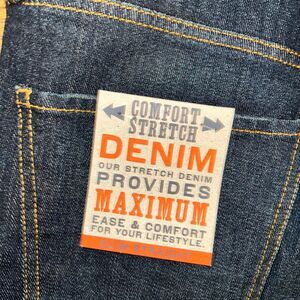 COMFORT
STRETCH
DENIM
OUR STRETCH DENIM
PROVIDES
MAXIMUM
EASE & COMFORT
FOR YOUR LIFESTYLE.